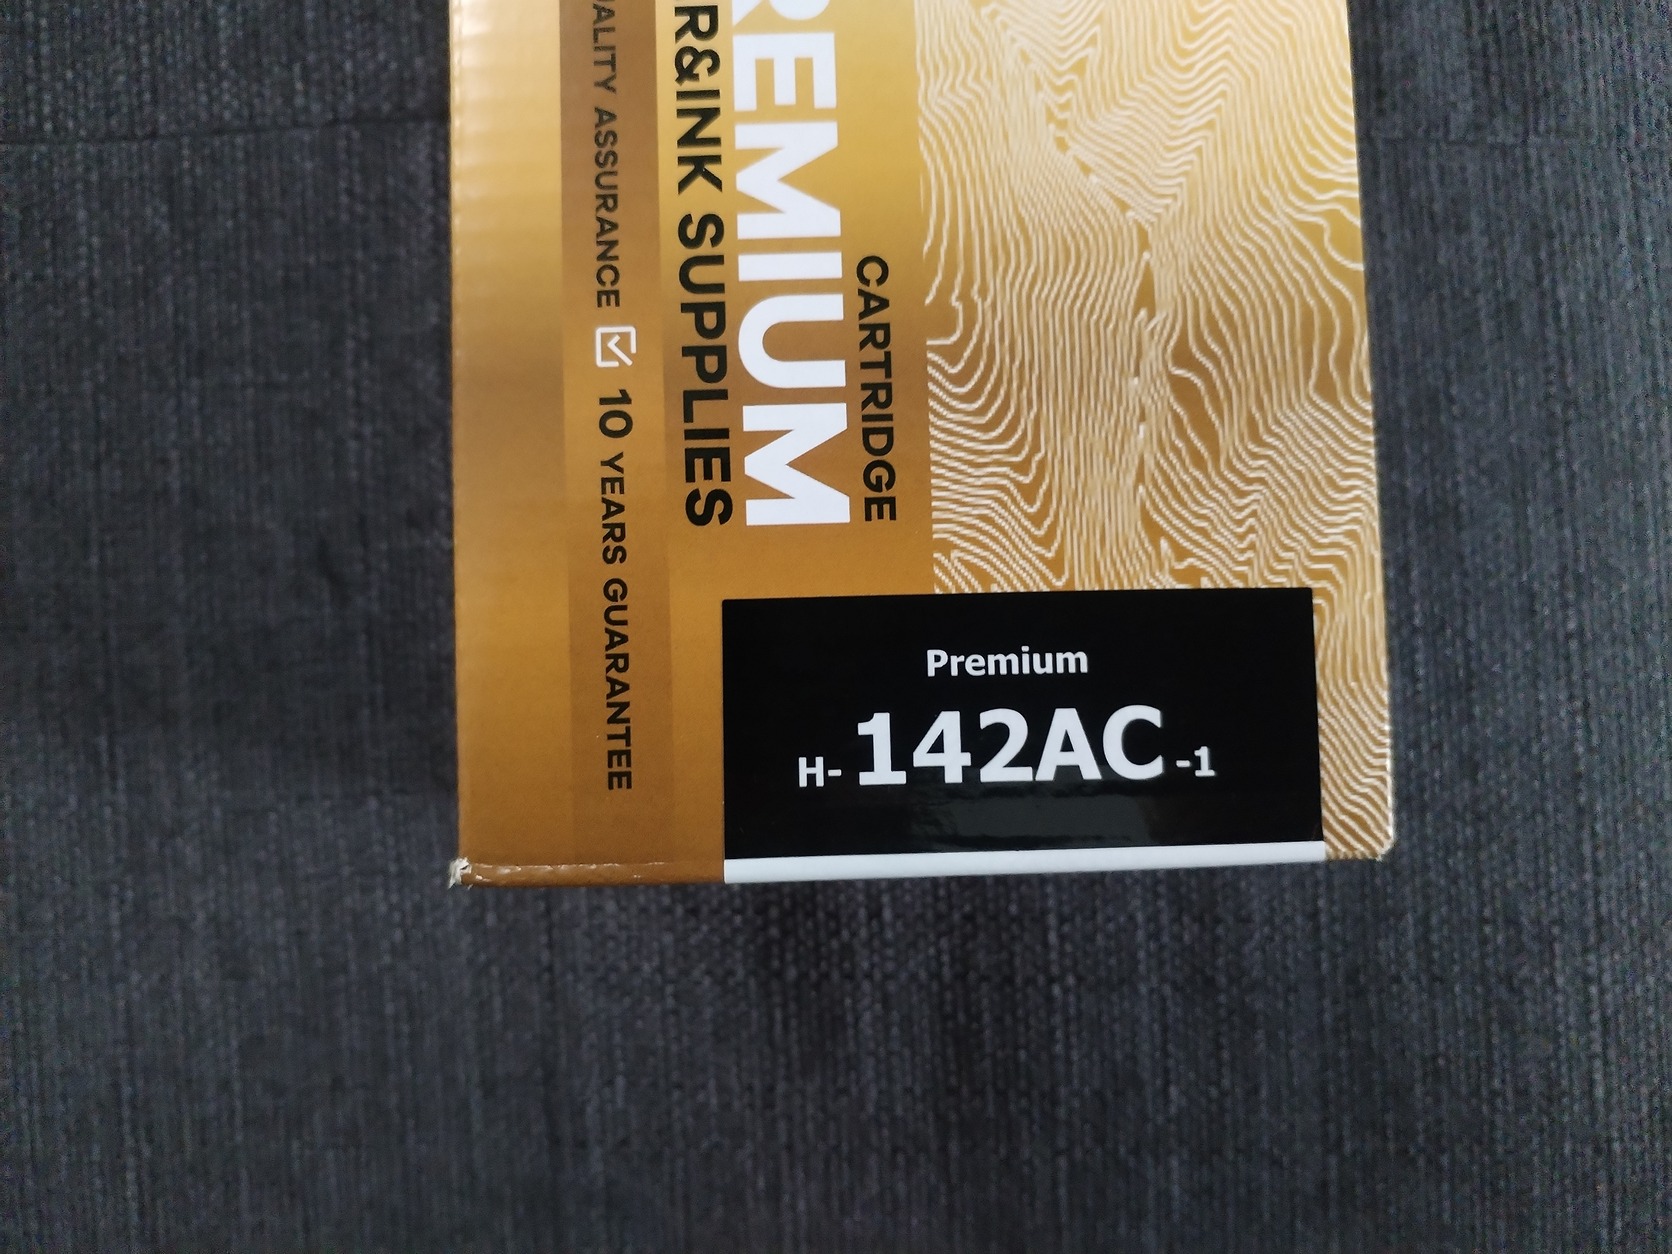 CARTRIDGE
REMIUM
R&INK SUPPLIES
ALITY ASSURANCE 10 YEARS GUARANTEE
Premium
H-142AC-1